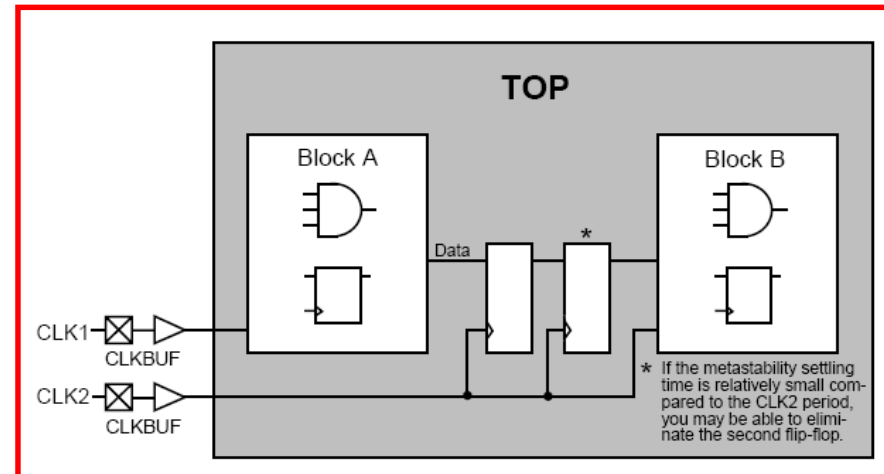 TOP
Block A
Block B
*
Data
CLK1
CLKBUF
CLK2
CLKBUF
* If the metastability settling
time is relatively small com-
pared to the CLK2 period,
you may be able to elimi-
nate the second flip-flop.